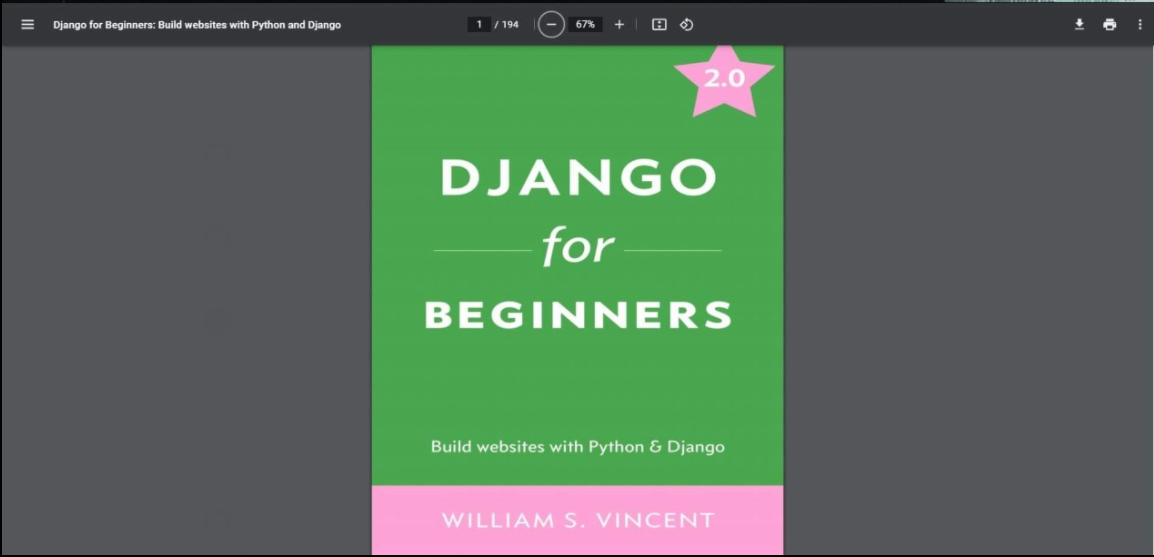 Django for Beginners: Build websites with Python and Django
1 / 194
67%
2.0
DJANGO
for
BEGINNERS
Build websites with Python & Django
WILLIAM S. VINCENT